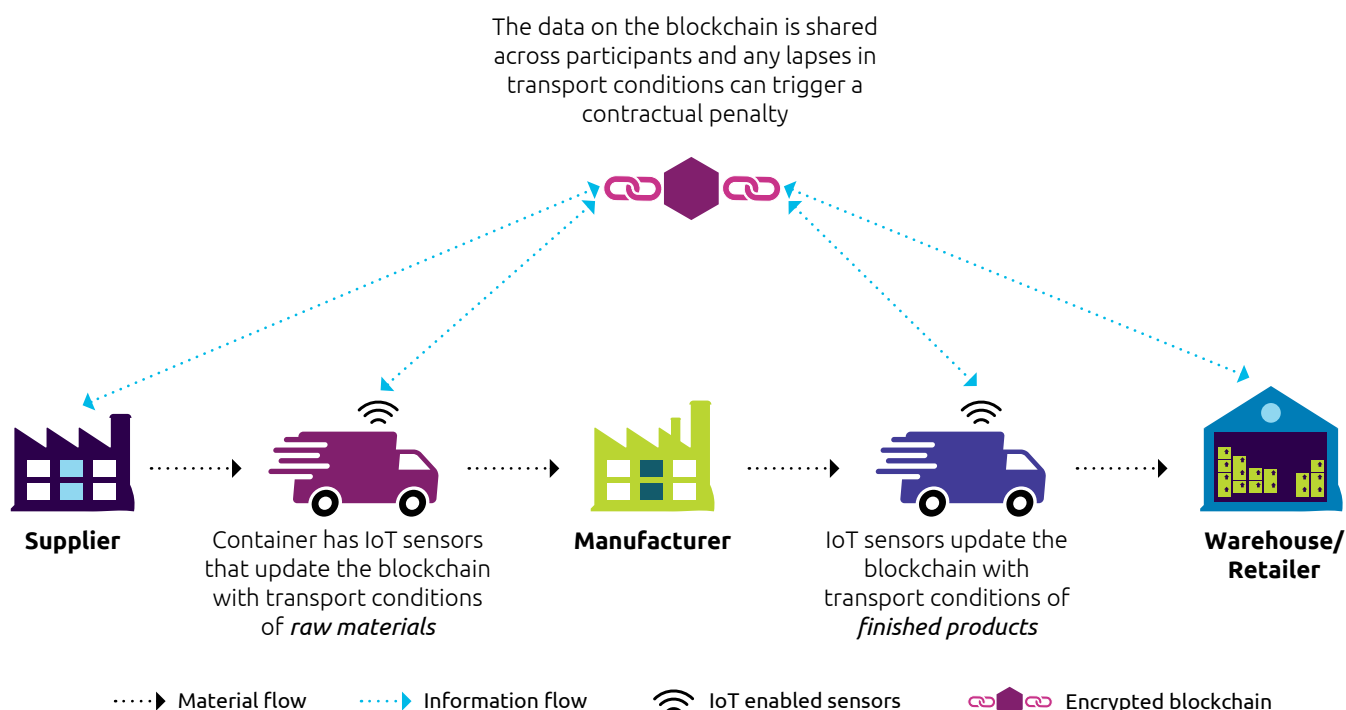 The data on the blockchain is shared
across participants and any lapses in
transport conditions can trigger a
contractual penalty
Supplier
Container has IoT sensors
that update the blockchain
with transport conditions
of raw materials
Manufacturer
IoT sensors update the
blockchain with
transport conditions of
finished products
Warehouse/
Retailer
Material flow
Information flow
IoT enabled sensors
Encrypted blockchain